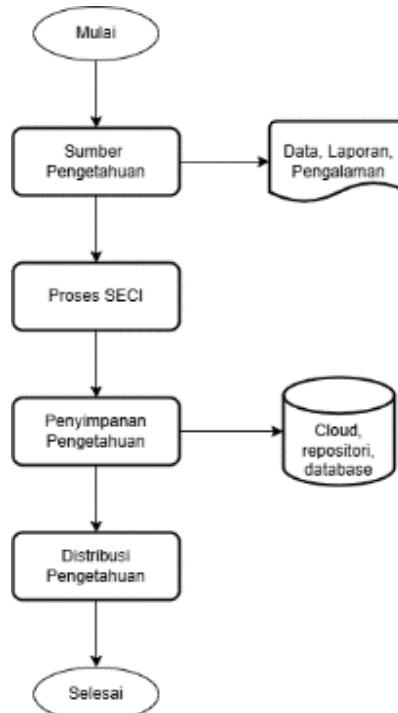 Mulai
Sumber
Pengetahuan
Data, Laporan,
Pengalaman
Proses SECI
Penyimpanan
Pengetahuan
Cloud,
repositori,
database
Distribusi
Pengetahuan
Selesai